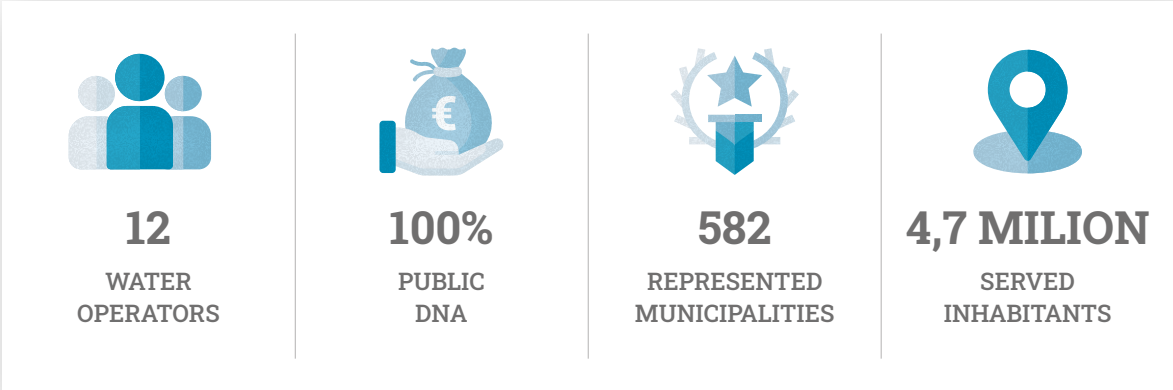 €
12
WATER
OPERATORS
100%
PUBLIC
DNA
582
REPRESENTED
MUNICIPALITIES
4,7 MILION
SERVED
INHABITANTS